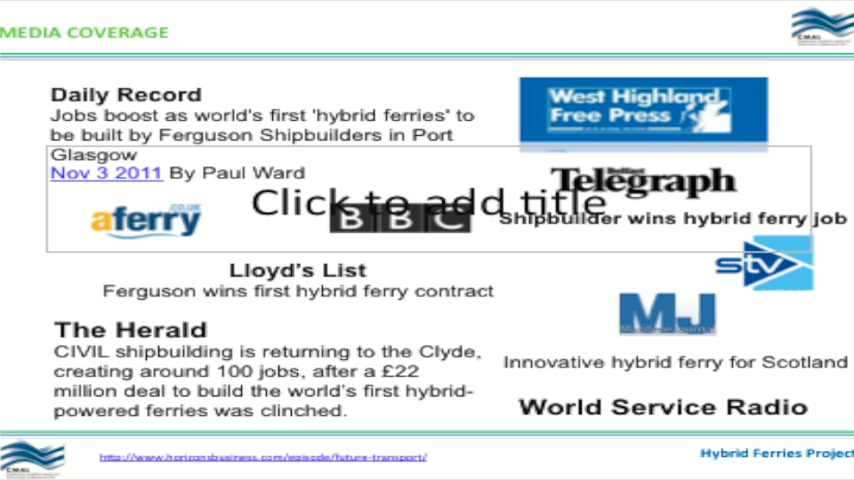 MEDIA COVERAGE
CMAL
Daily Record
Jobs boost as world's first 'hybrid ferries' to
be built by Ferguson Shipbuilders in Port
Glasgow
Nov 3 2011 By Paul Ward
West Highland
Free Press
Belfast
Telegraph
Click to add title
aferry
.CO.UK
BBC
Shipbuilder wins hybrid ferry job
stv
Lloyd's List
Ferguson wins first hybrid ferry contract
MJ
The Herald
CIVIL shipbuilding is returning to the Clyde,
creating around 100 jobs, after a £22
million deal to build the world's first hybrid-
powered ferries was clinched.
Innovative hybrid ferry for Scotland
World Service Radio
CMAL
http://www.horizonsbusiness.com/episode/future-transport/
Hybrid Ferries Project